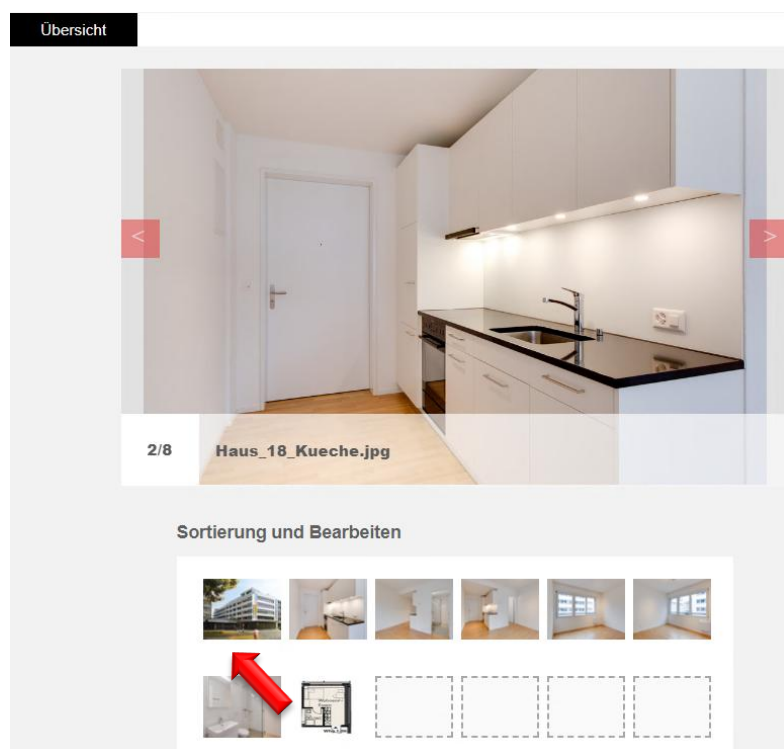 Übersicht
<
>
2/8 Haus_18_Kueche.jpg
Sortierung und Bearbeiten